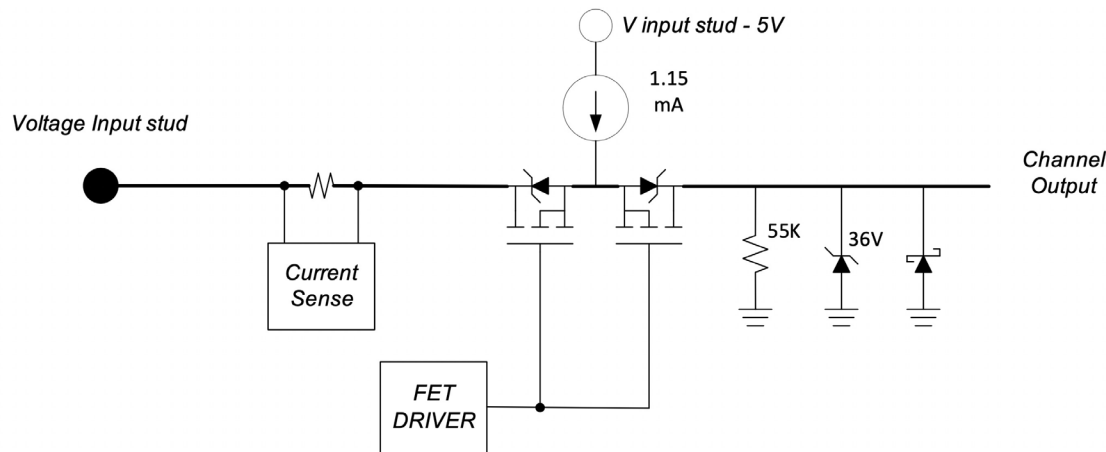 V input stud - 5V
1.15
mA
Voltage Input stud
Channel
Output
55K
36V
Current
Sense
FET
DRIVER